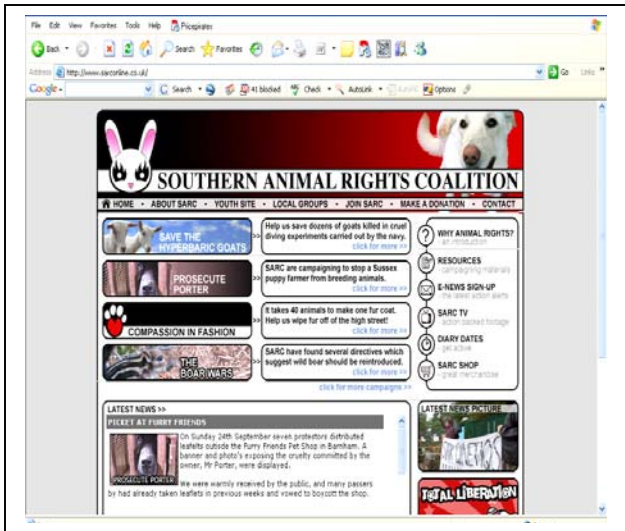 File Edit View Favorites Tools Help Pricepirates
Back Search Favorites
Address http://www.sarconline.co.uk/ Go Links
Google Search 41 blocked Check AutoLink Options
SOUTHERN ANIMAL RIGHTS COALITION
HOME • ABOUT SARC • YOUTH SITE • LOCAL GROUPS • JOIN SARC • MAKE A DONATION • CONTACT
SAVE THE
HYPERBARIC GOATS
>>
Help us save dozens of goats killed in cruel
diving experiments carried out by the navy.
click for more >>
PROSECUTE
PORTER
>>
SARC are campaigning to stop a Sussex
puppy farmer from breeding animals.
click for more >>
COMPASSION IN FASHION
>>
It takes 40 animals to make one fur coat.
Help us wipe fur off of the high street!
click for more >>
THE
BOAR WARS
>>
SARC have found several directives which
suggest wild boar should be reintroduced.
click for more >>
click for more campaigns >>
WHY ANIMAL RIGHTS?
- an introduction
RESOURCES
- campaigning materials
E-NEWS SIGN-UP
- the latest action alerts
SARC TV
- action packed footage
DIARY DATES
- get active
SARC SHOP
- great merchandise
LATEST NEWS >>
PICKET AT FURRY FRIENDS
PROSECUTE PORTER
On Sunday 24th September seven protestors distributed
leaflets outside the Furry Friends Pet Shop in Barnham. A
banner and photo's exposing the cruelty committed by the
owner, Mr Porter, were displayed.
We were warmly received by the public, and many passers
by had already taken leaflets in previous weeks and vowed to boycott the shop.
LATEST NEWS PICTURE
TOTAL LIBERATION